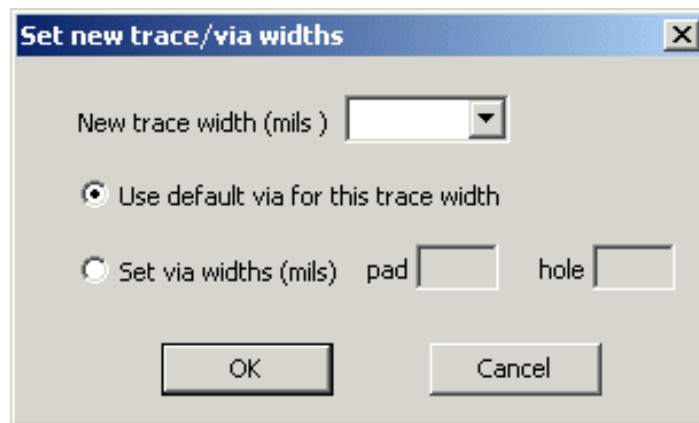 Set new trace/via widths
New trace width (mils )
Use default via for this trace width
Set via widths (mils) pad hole
OK Cancel